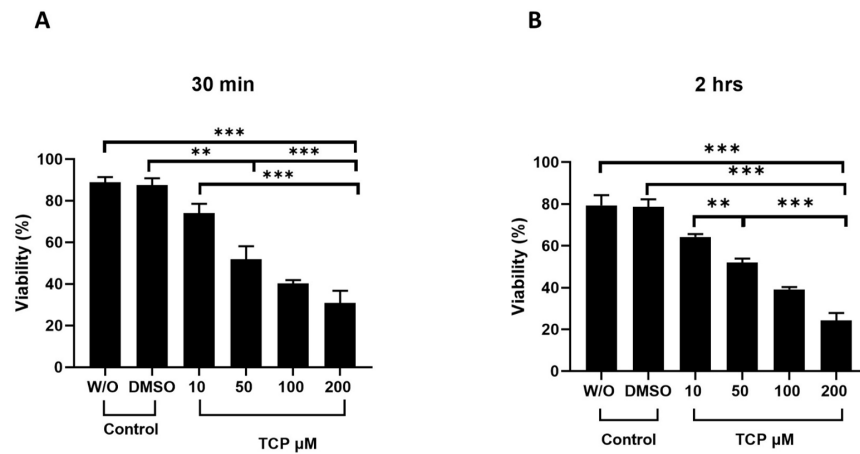 A
30 min
***
** ***
***
100
80
60
40
20
0
Viability (%)
W/O DMSO 10 50 100 200
Control
TCP µM
B
2 hrs
***
***
** ***
100
80
60
40
20
0
Viability (%)
W/O DMSO 10 50 100 200
Control
TCP µM